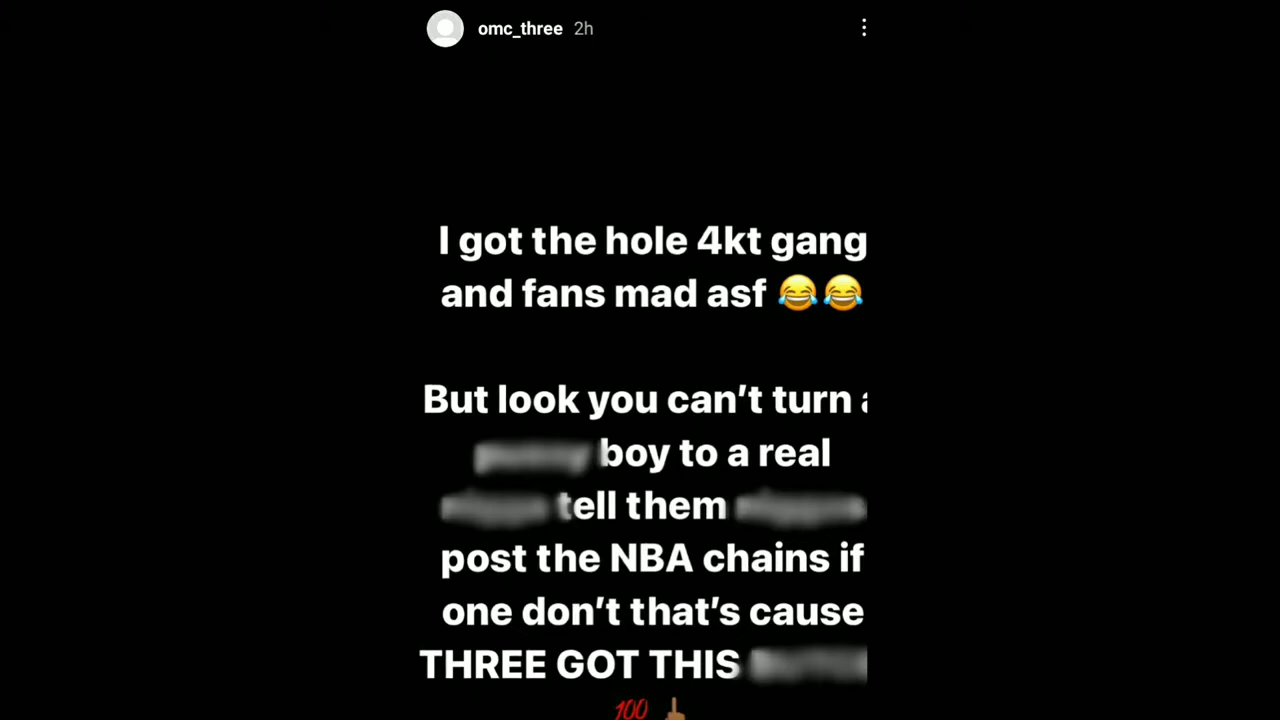 omc_three 2h
I got the hole 4kt gang
and fans mad asf 😂😂
But look you can’t turn
boy to a real
tell them
post the NBA chains if
one don’t that’s cause
THREE GOT THIS
💯 🖕🏾